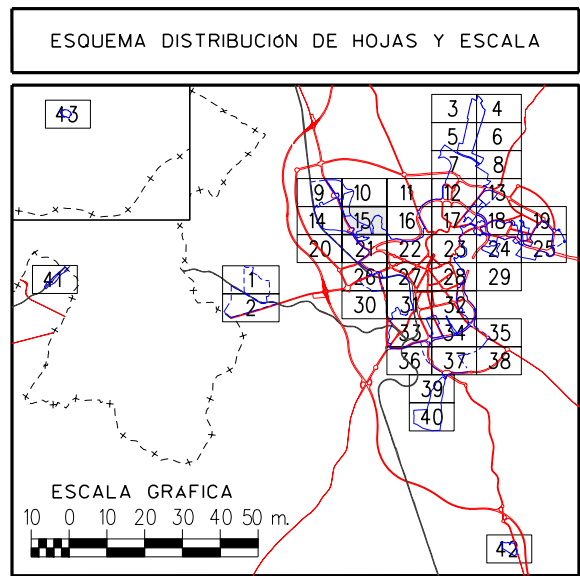 ESQUEMA DISTRIBUCIóN DE HOJAS Y ESCALA
43
3 4
5 6
7 8
9 10 11 12 13
14 15 16 17 18 19
20 21 22 23 24 25
41 1 26 27 28 29
2 30 31 32
33 34 35
36 37 38
39
40
ESCALA GRÁFICA
10 0 10 20 30 40 50 m.
42